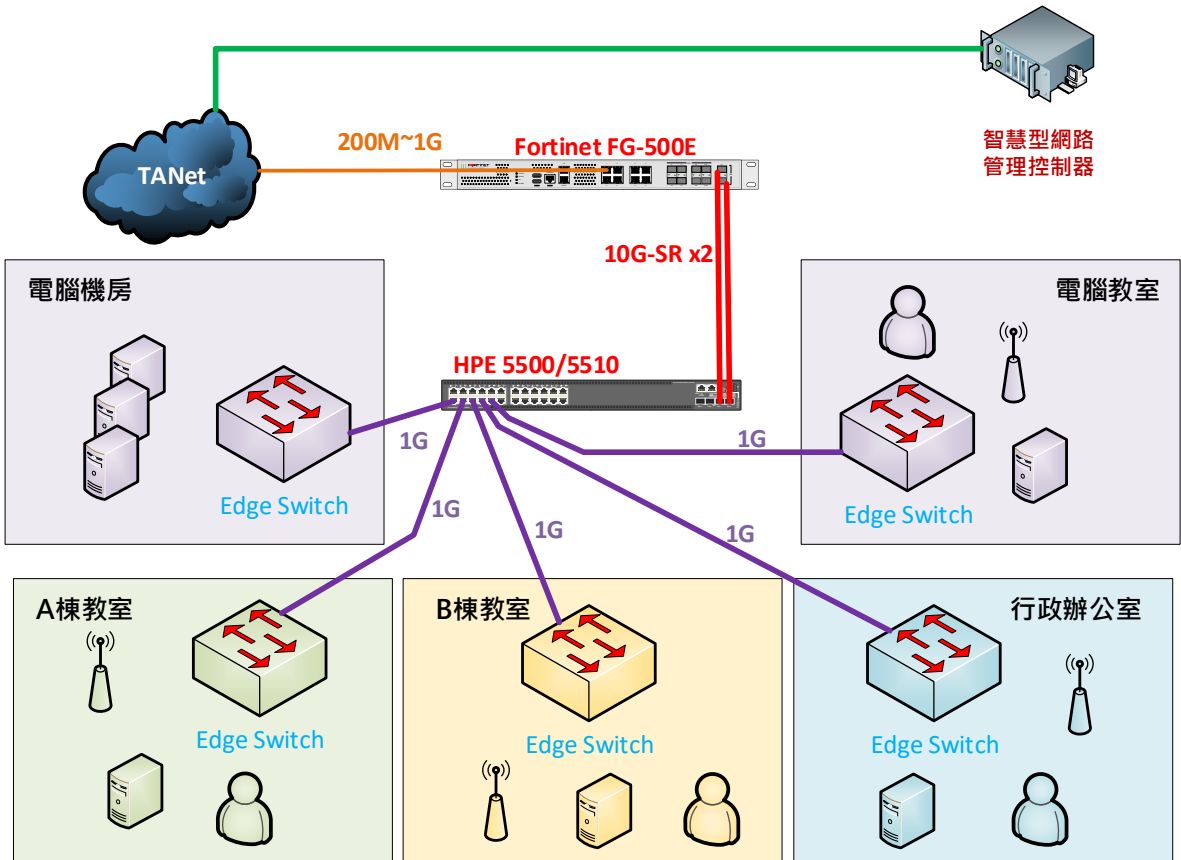 200M~1G
Fortinet FG-500E
智慧型網路
管理控制器
TANet
10G-SR x2
電腦機房
電腦教室
HPE 5500/5510
1G
1G
Edge Switch
Edge Switch
1G
1G
1G
A棟教室
B棟教室
行政辦公室
Edge Switch
Edge Switch
Edge Switch